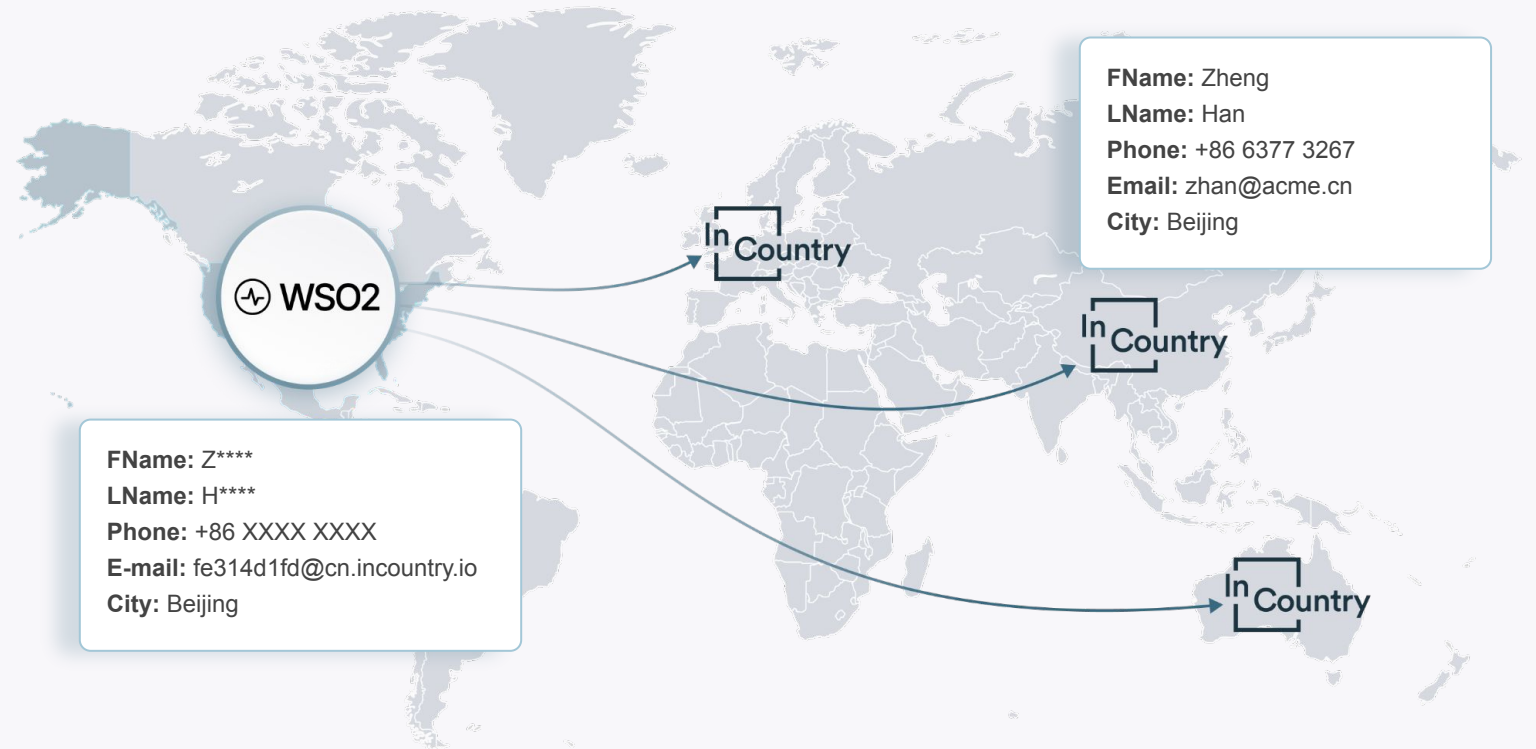 FName: Zheng
LName: Han
Phone: +86 6377 3267
Email: zhan@acme.cn
City: Beijing
In
Country
WSO2
In
Country
FName: Z****
LName: H****
Phone: +86 XXXX XXXX
E-mail: fe314d1fd@cn.incountry.io
City: Beijing
In
Country